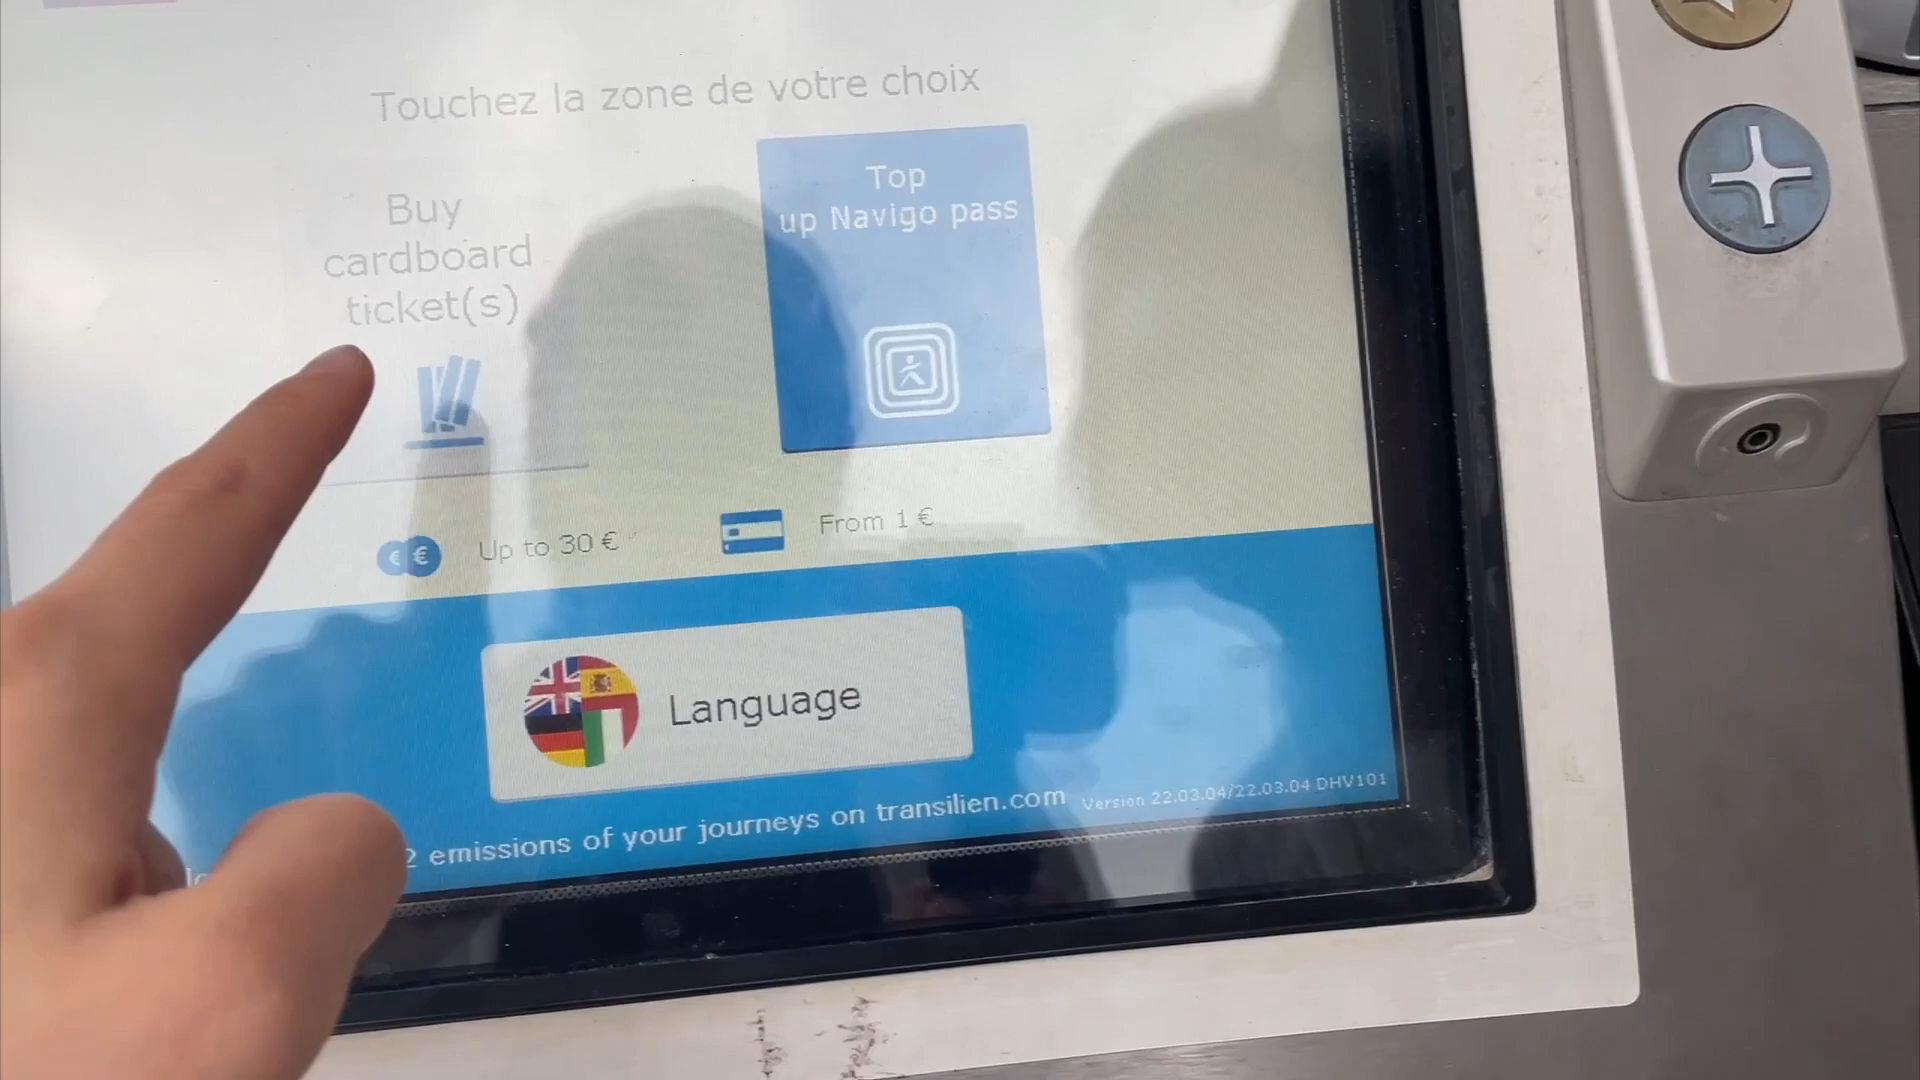 Touchez la zone de votre choix
Buy
cardboard
ticket(s)
Top
up Navigo pass
€ €
Up to 30 €
From 1 €
Language
2 emissions of your journeys on transilien.com
Version 22.03.04/22.03.04 DHV101